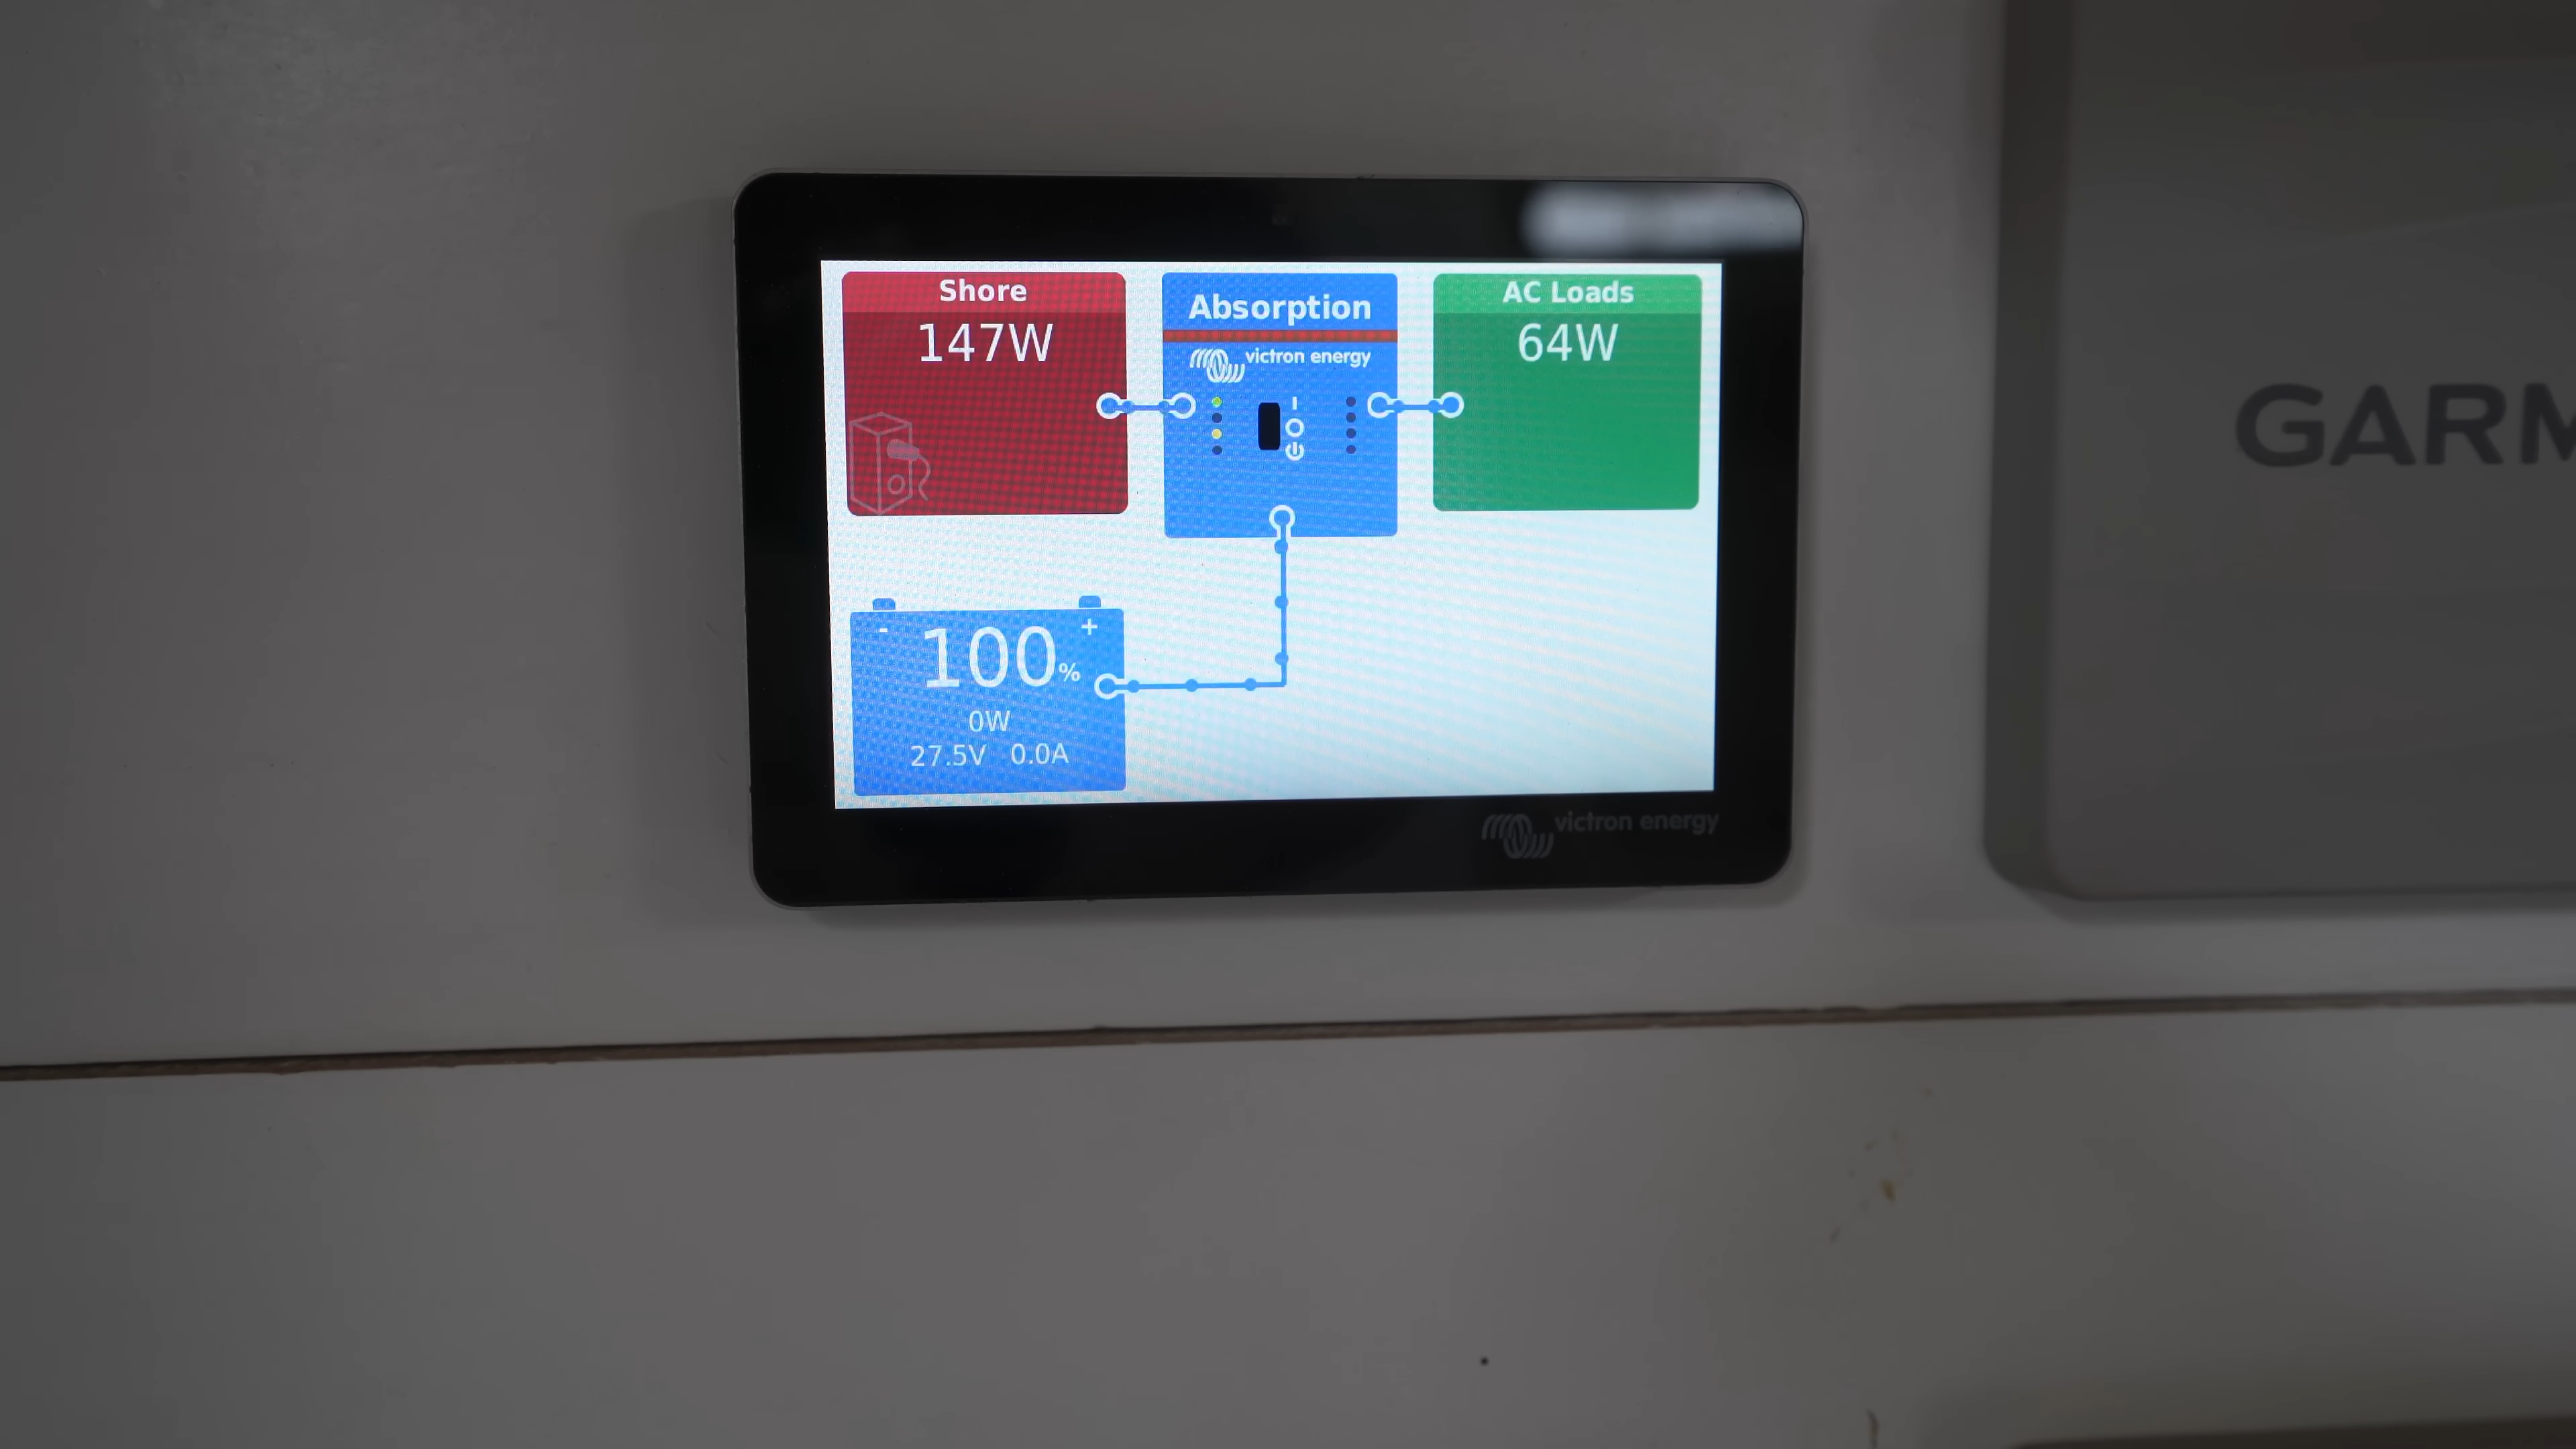 Shore
147W
Absorption
victron energy
AC Loads
64W
- +
100%
0W
27.5V 0.0A
victron energy
GARM